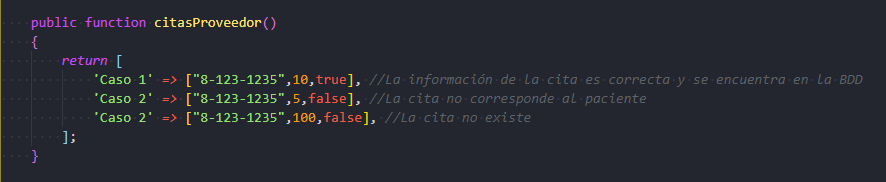 public function citasProveedor()
{
return [
'Caso 1' => ["8-123-1235",10,true], //La información de la cita es correcta y se encuentra en la BDD
'Caso 2' => ["8-123-1235",5,false], //La cita no corresponde al paciente
'Caso 2' => ["8-123-1235",100,false], //La cita no existe
];
}